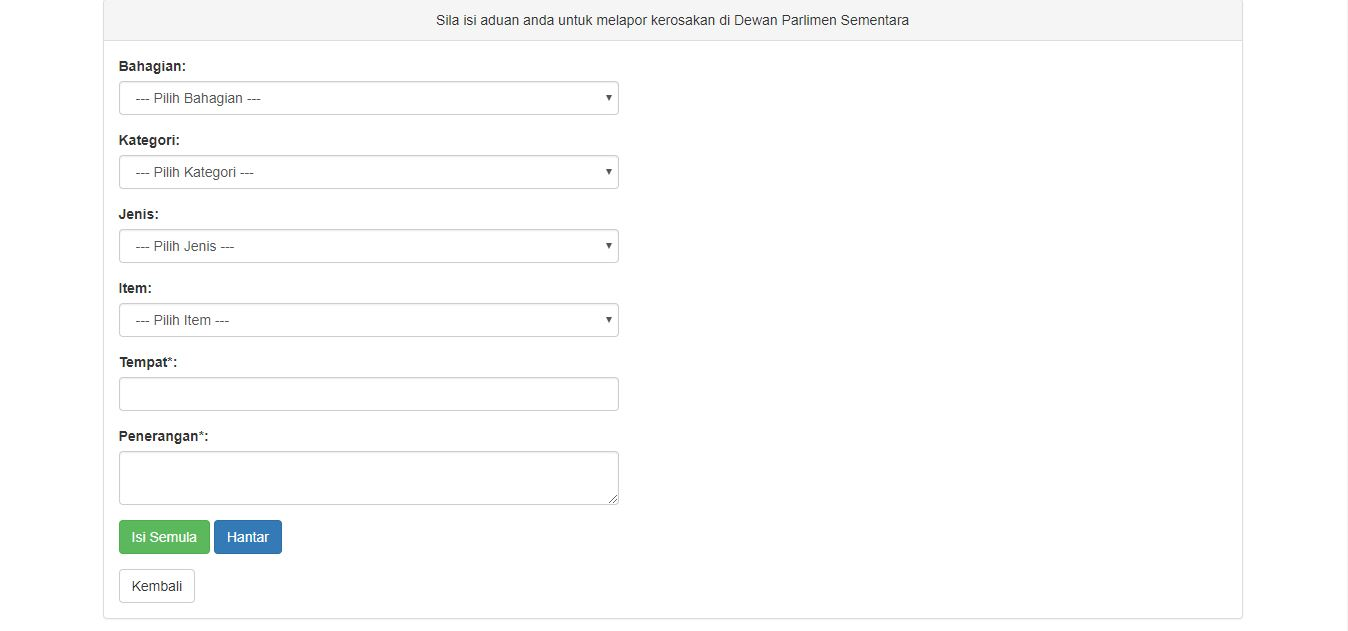 Sila isi aduan anda untuk melapor kerosakan di Dewan Parlimen Sementara
Bahagian:
--- Pilih Bahagian ---
Kategori:
--- Pilih Kategori ---
Jenis:
--- Pilih Jenis ---
Item:
--- Pilih Item ---
Tempat*:
Penerangan*:
Isi Semula Hantar
Kembali